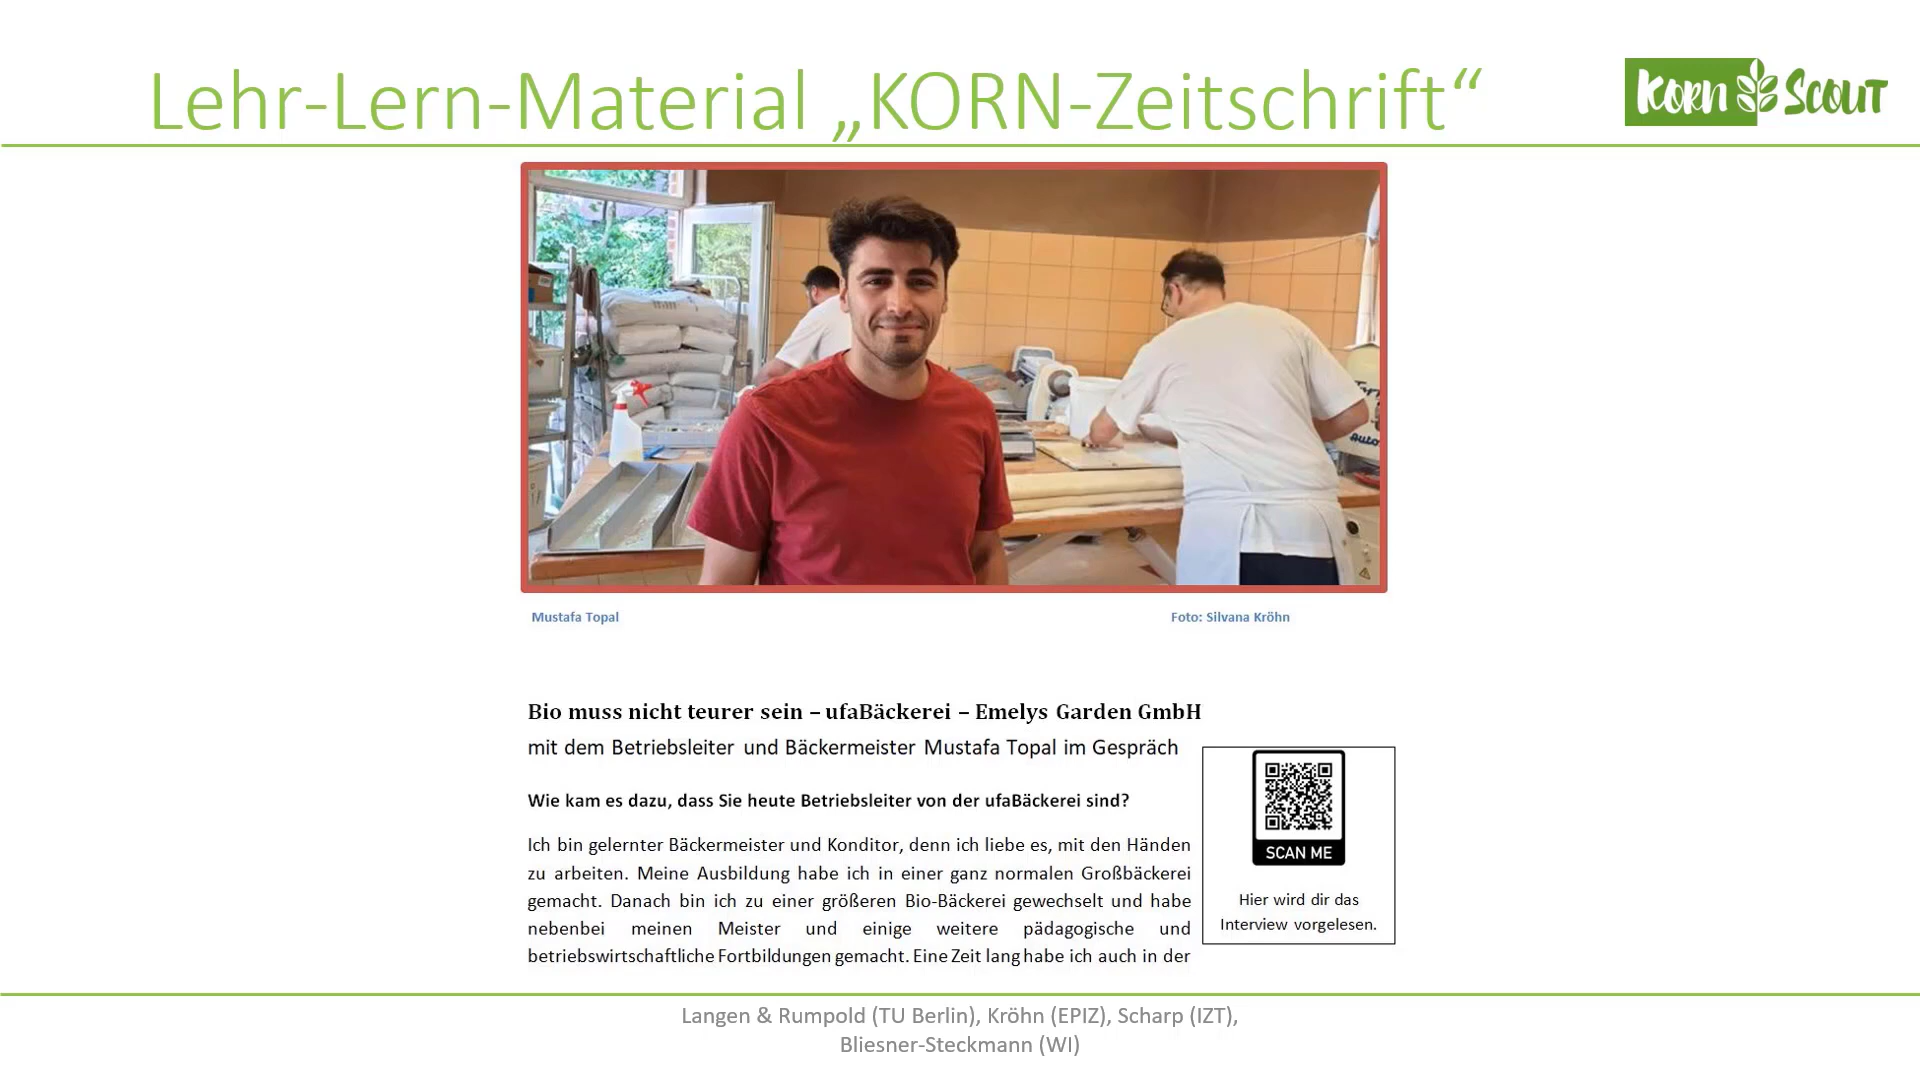 Lehr-Lern-Material „KORN-Zeitschrift“
KORN SCOUT
Mustafa Topal
Foto: Silvana Kröhn
Bio muss nicht teurer sein – ufaBäckerei – Emelys Garden GmbH
mit dem Betriebsleiter und Bäckermeister Mustafa Topal im Gespräch
Wie kam es dazu, dass Sie heute Betriebsleiter von der ufaBäckerei sind?
Ich bin gelernter Bäckermeister und Konditor, denn ich liebe es, mit den Händen
zu arbeiten. Meine Ausbildung habe ich in einer ganz normalen Großbäckerei
gemacht. Danach bin ich zu einer größeren Bio-Bäckerei gewechselt und habe
nebenbei meinen Meister und einige weitere pädagogische und
betriebswirtschaftliche Fortbildungen gemacht. Eine Zeit lang habe ich auch in der
SCAN ME
Hier wird dir das
Interview vorgelesen.
Langen & Rumpold (TU Berlin), Kröhn (EPIZ), Scharp (IZT),
Bliesner-Steckmann (WI)